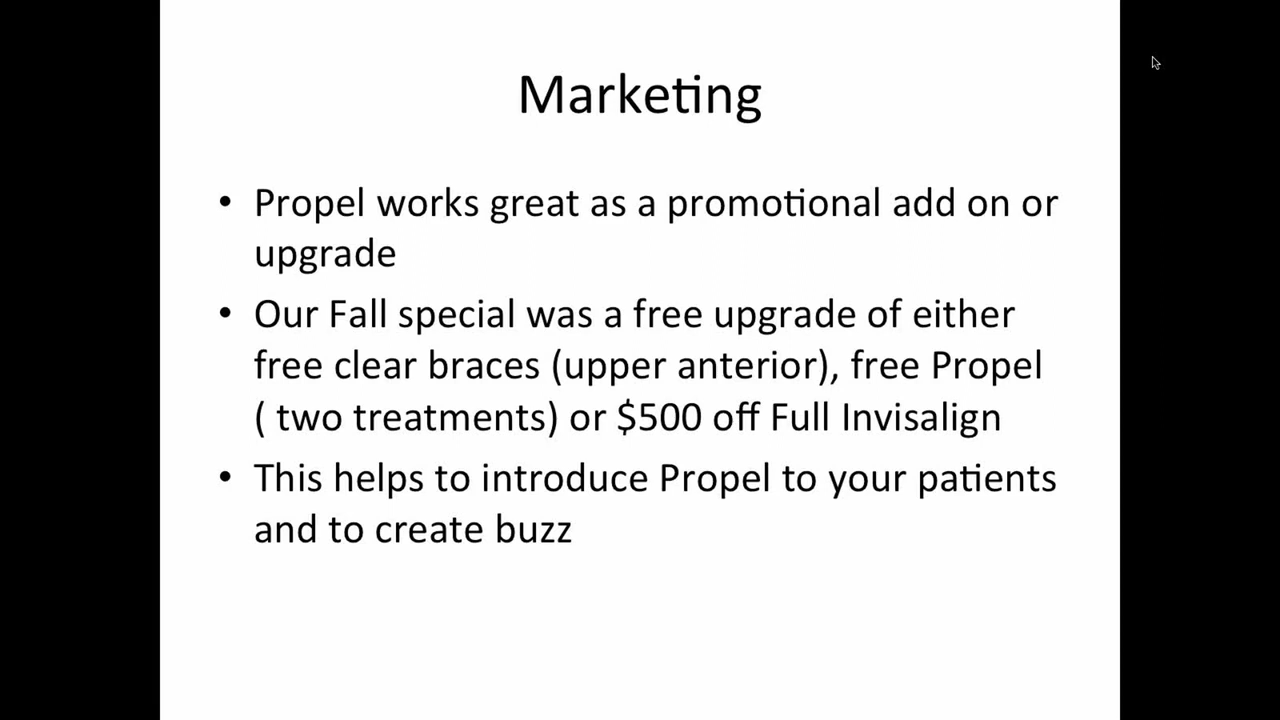 Marketing
• Propel works great as a promotional add on or
upgrade
• Our Fall special was a free upgrade of either
free clear braces (upper anterior), free Propel
( two treatments) or $500 off Full Invisalign
• This helps to introduce Propel to your patients
and to create buzz